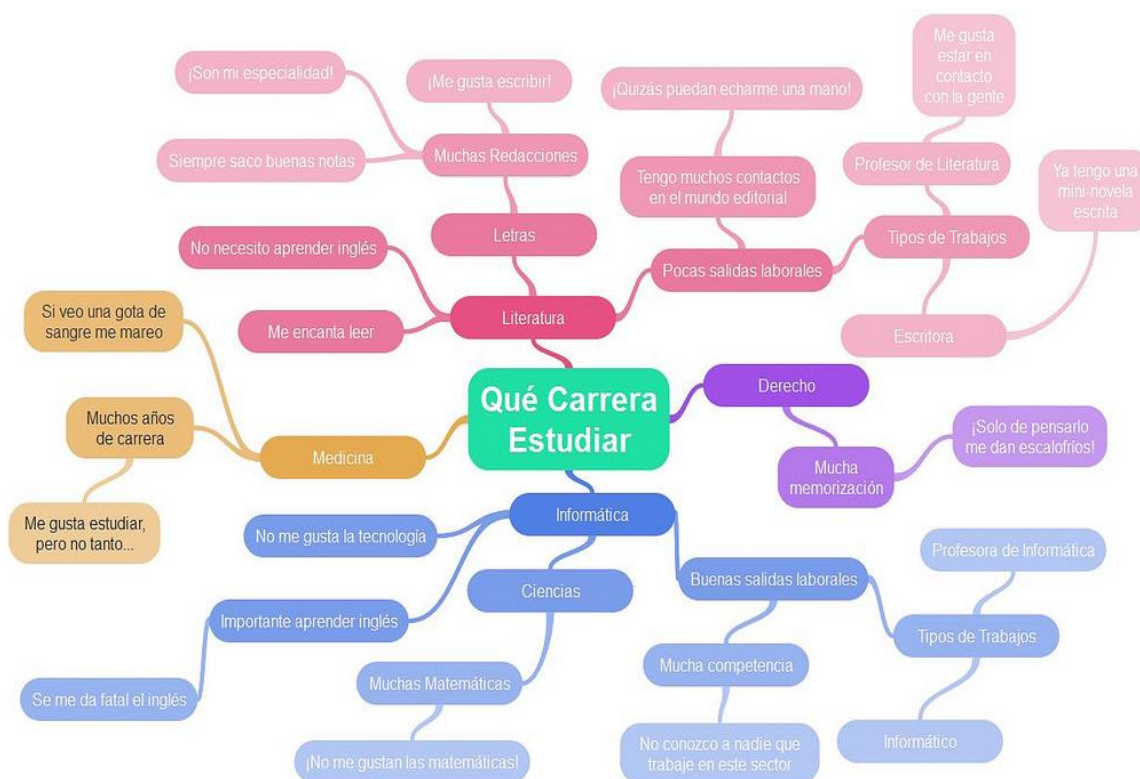 Qué Carrera
Estudiar
Literatura
Me encanta leer
No necesito aprender inglés
Letras
Muchas Redacciones
¡Son mi especialidad!
Siempre saco buenas notas
¡Me gusta escribir!
Pocas salidas laborales
Tengo muchos contactos
en el mundo editorial
¡Quizás puedan echarme una mano!
Tipos de Trabajos
Profesor de Literatura
Me gusta
estar en
contacto
con la gente
Escritora
Ya tengo una
mini-novela
escrita
Derecho
Mucha
memorización
¡Solo de pensarlo
me dan escalofríos!
Informática
Buenas salidas laborales
Tipos de Trabajos
Profesora de Informática
Informático
Mucha competencia
No conozco a nadie que
trabaje en este sector
Ciencias
Muchas Matemáticas
¡No me gustan las matemáticas!
Importante aprender inglés
Se me da fatal el inglés
No me gusta la tecnología
Medicina
Muchos años
de carrera
Me gusta estudiar,
pero no tanto...
Si veo una gota de
sangre me mareo